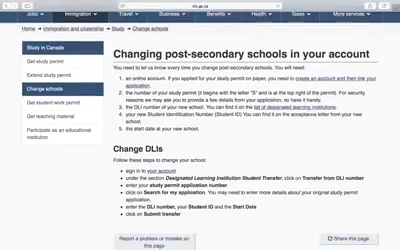 cic.gc.ca
Jobs
Immigration
Travel
Business
Benefits
Health
Taxes
More services
Home → Immigration and citizenship → Study → Change schools
Study in Canada
Get study permit
Extend study permit
Change schools
Get student work permit
Get teaching material
Participate as an educational
institution
Changing post-secondary schools in your account
You need to let us know every time you change post-secondary schools. You will need:
1. an online account. If you applied for your study permit on paper, you need to create an account and then link your
application.
2. the number of your study permit (it begins with the letter "S" and is at the top right of the permit). For security
reasons we may ask you to provide a few details from your application, so have it handy.
3. the DLI number of your new school. You can find it on the list of designated learning institutions.
4. your new Student Identification Number (Student ID) You can find it on the acceptance letter from your new
school.
5. the start date at your new school.
Change DLIs
Follow these steps to change your school:
• sign in to your account
• under the section Designated Learning Institution Student Transfer, click on Transfer from DLI number
• enter your study permit application number
• click on Search for my application. You may need to enter more details about your original study permit
application.
• enter the DLI number, your Student ID and the Start Date
• click on Submit transfer
Report a problem or mistake on
this page
Share this page